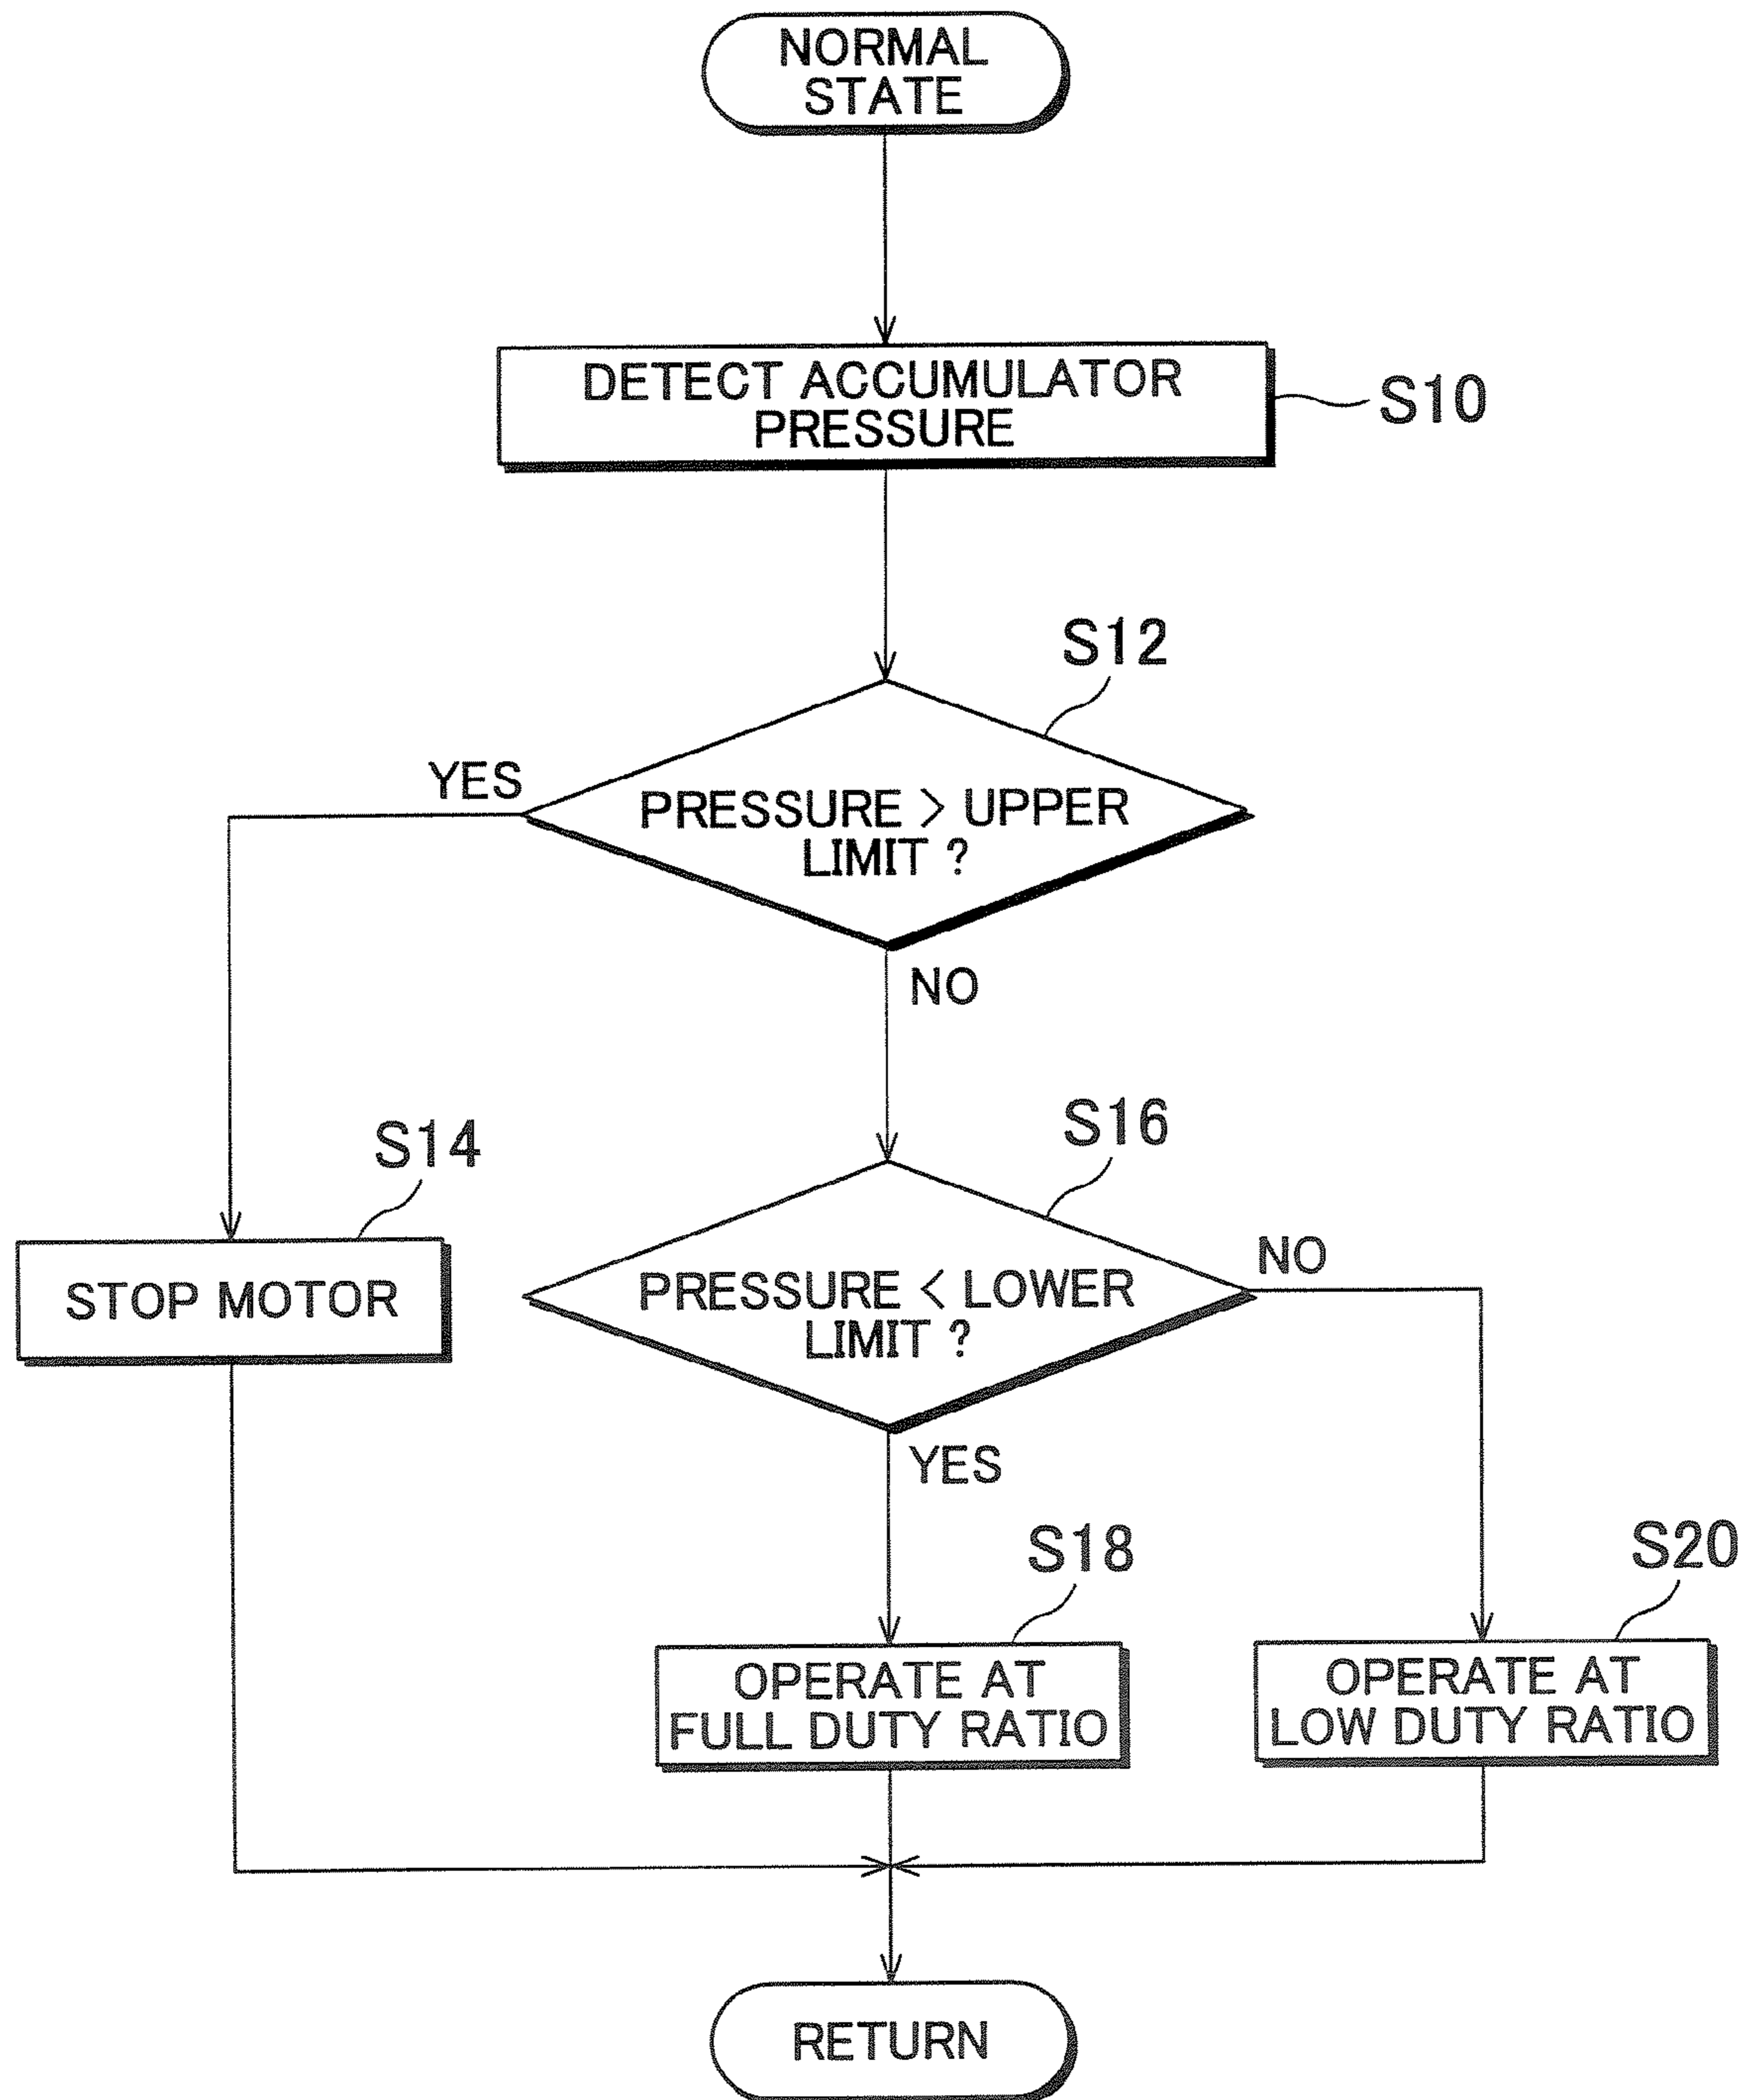 NORMAL
STATE
DETECT ACCUMULATOR
PRESSURE
S10
S12
YES
PRESSURE > UPPER
LIMIT ?
NO
S14
STOP MOTOR
S16
PRESSURE < LOWER
LIMIT ?
NO
YES
S18
OPERATE AT
FULL DUTY RATIO
S20
OPERATE AT
LOW DUTY RATIO
RETURN